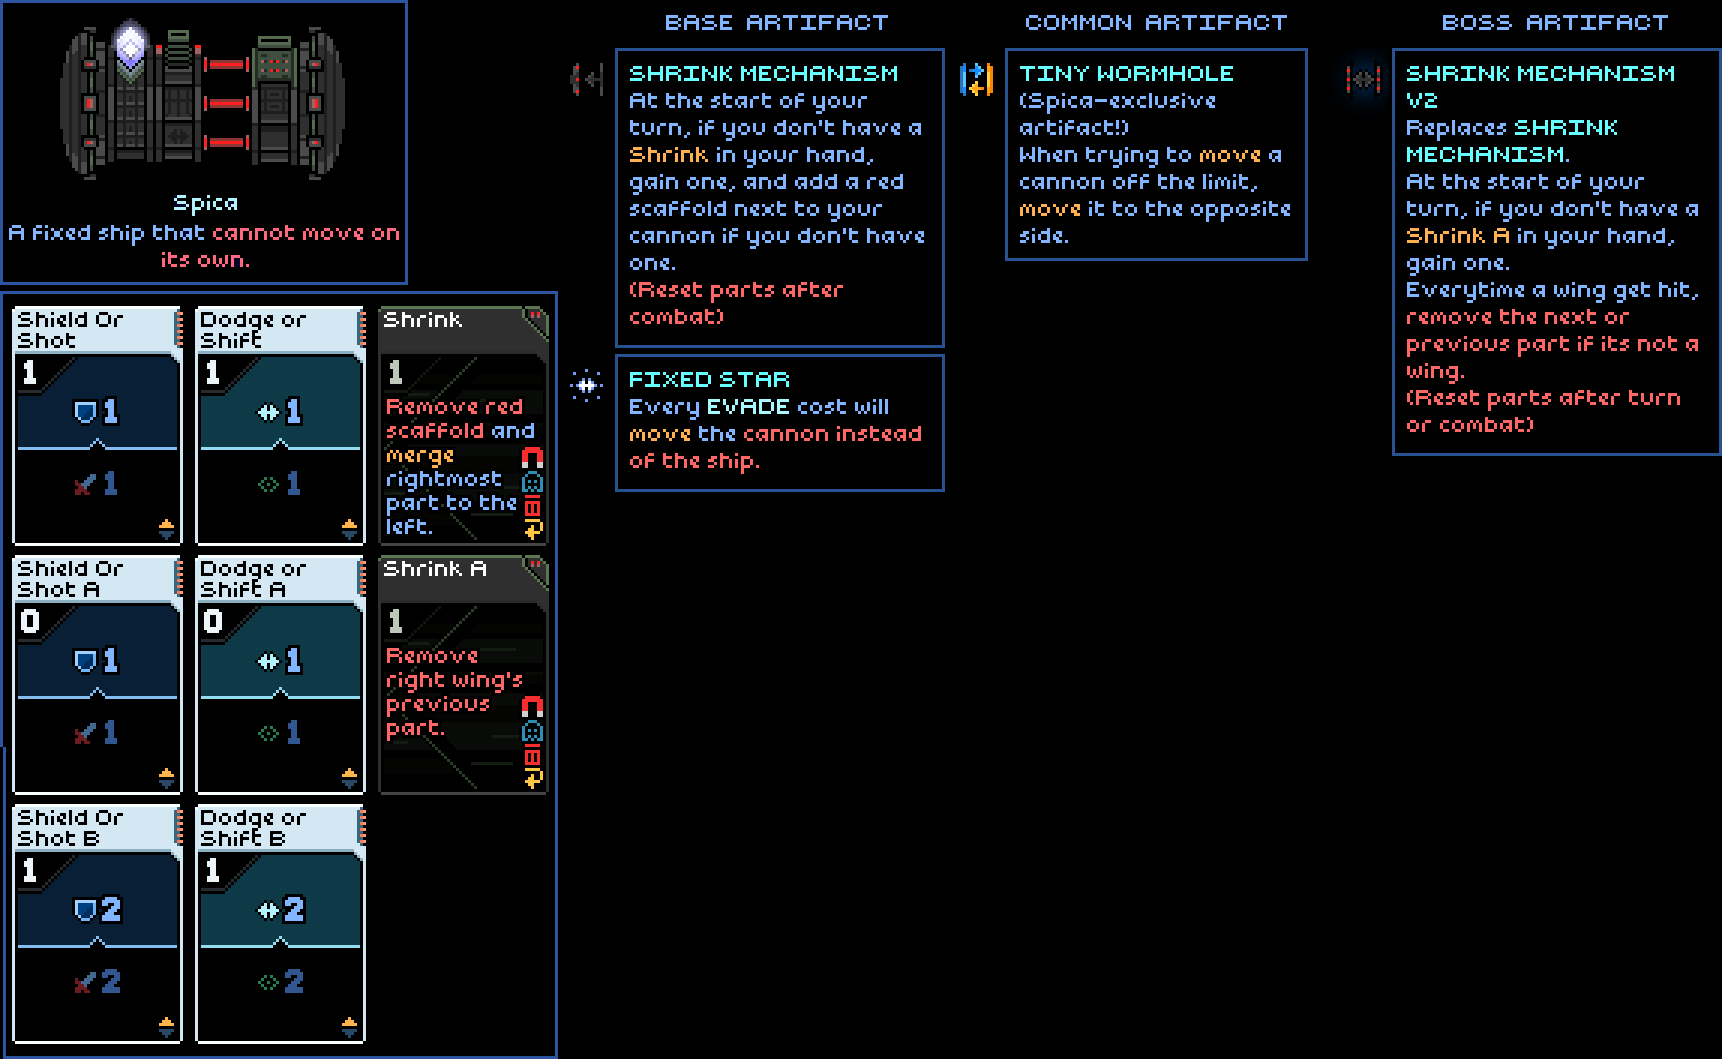 Spica
A fixed ship that cannot move on
its own.
Shield Or
Shot
1
1
1
Dodge or
Shift
1
1
1
Shrink
1
Remove red
scaffold and
merge
rightmost
part to the
left.
Shield Or
Shot A
0
1
1
Dodge or
Shift A
0
1
1
Shrink A
1
Remove
right wing's
previous
part.
Shield Or
Shot B
1
2
2
Dodge or
Shift B
1
2
2
BASE ARTIFACT
SHRINK MECHANISM
At the start of your
turn, if you don't have a
Shrink in your hand,
gain one, and add a red
scaffold next to your
cannon if you don't have
one.
(Reset parts after
combat)
FIXED STAR
Every EVADE cost will
move the cannon instead
of the ship.
COMMON ARTIFACT
TINY WORMHOLE
(Spica-exclusive
artifact!)
When trying to move a
cannon off the limit,
move it to the opposite
side.
BOSS ARTIFACT
SHRINK MECHANISM
V2
Replaces SHRINK
MECHANISM.
At the start of your
turn, if you don't have a
Shrink A in your hand,
gain one.
Everytime a wing get hit,
remove the next or
previous part if its not a
wing.
(Reset parts after turn
or combat)